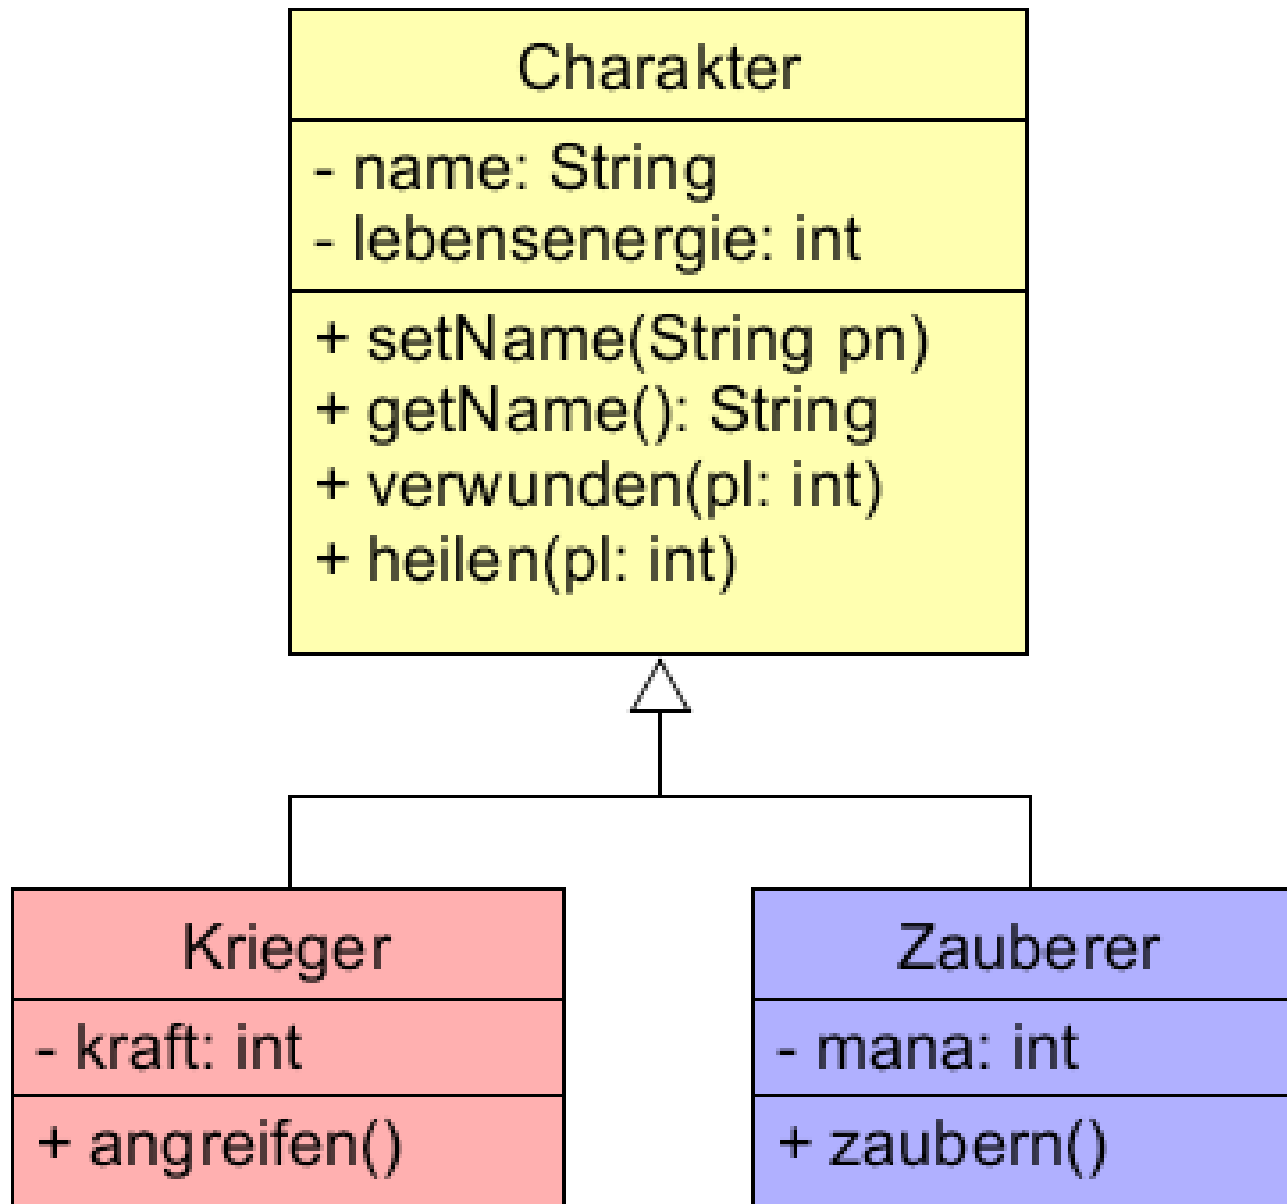 Charakter
- name: String
- lebensenergie: int
+ setName(String pn)
+ getName(): String
+ verwunden(pl: int)
+ heilen(pl: int)
Krieger
- kraft: int
+ angreifen()
Zauberer
- mana: int
+ zaubern()